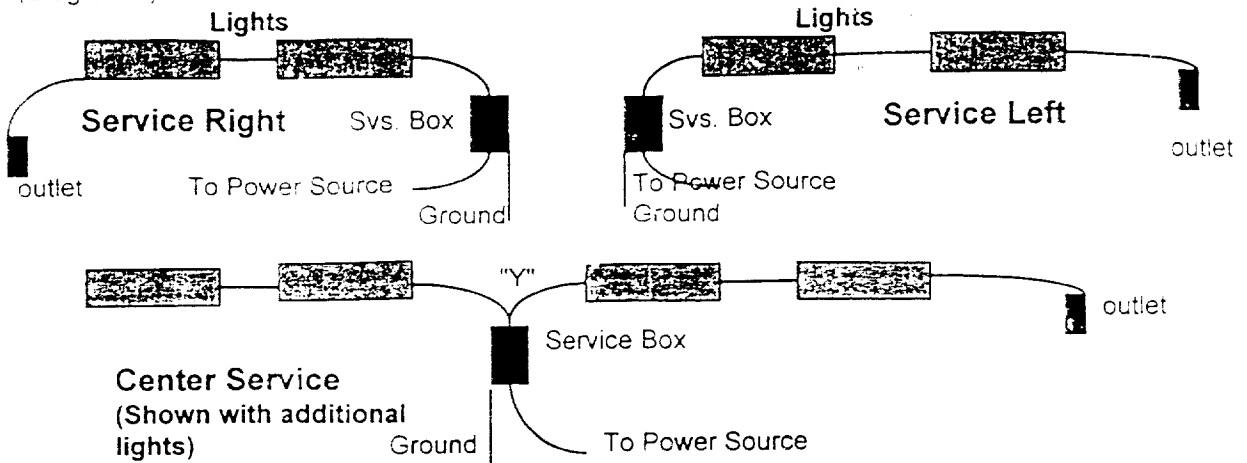 Lights
Service Right
Svs. Box
outlet
To Power Source
Ground
Lights
Svs. Box
Service Left
outlet
To Power Source
Ground
"Y"
outlet
Service Box
Center Service
(Shown with additional
lights)
Ground
To Power Source